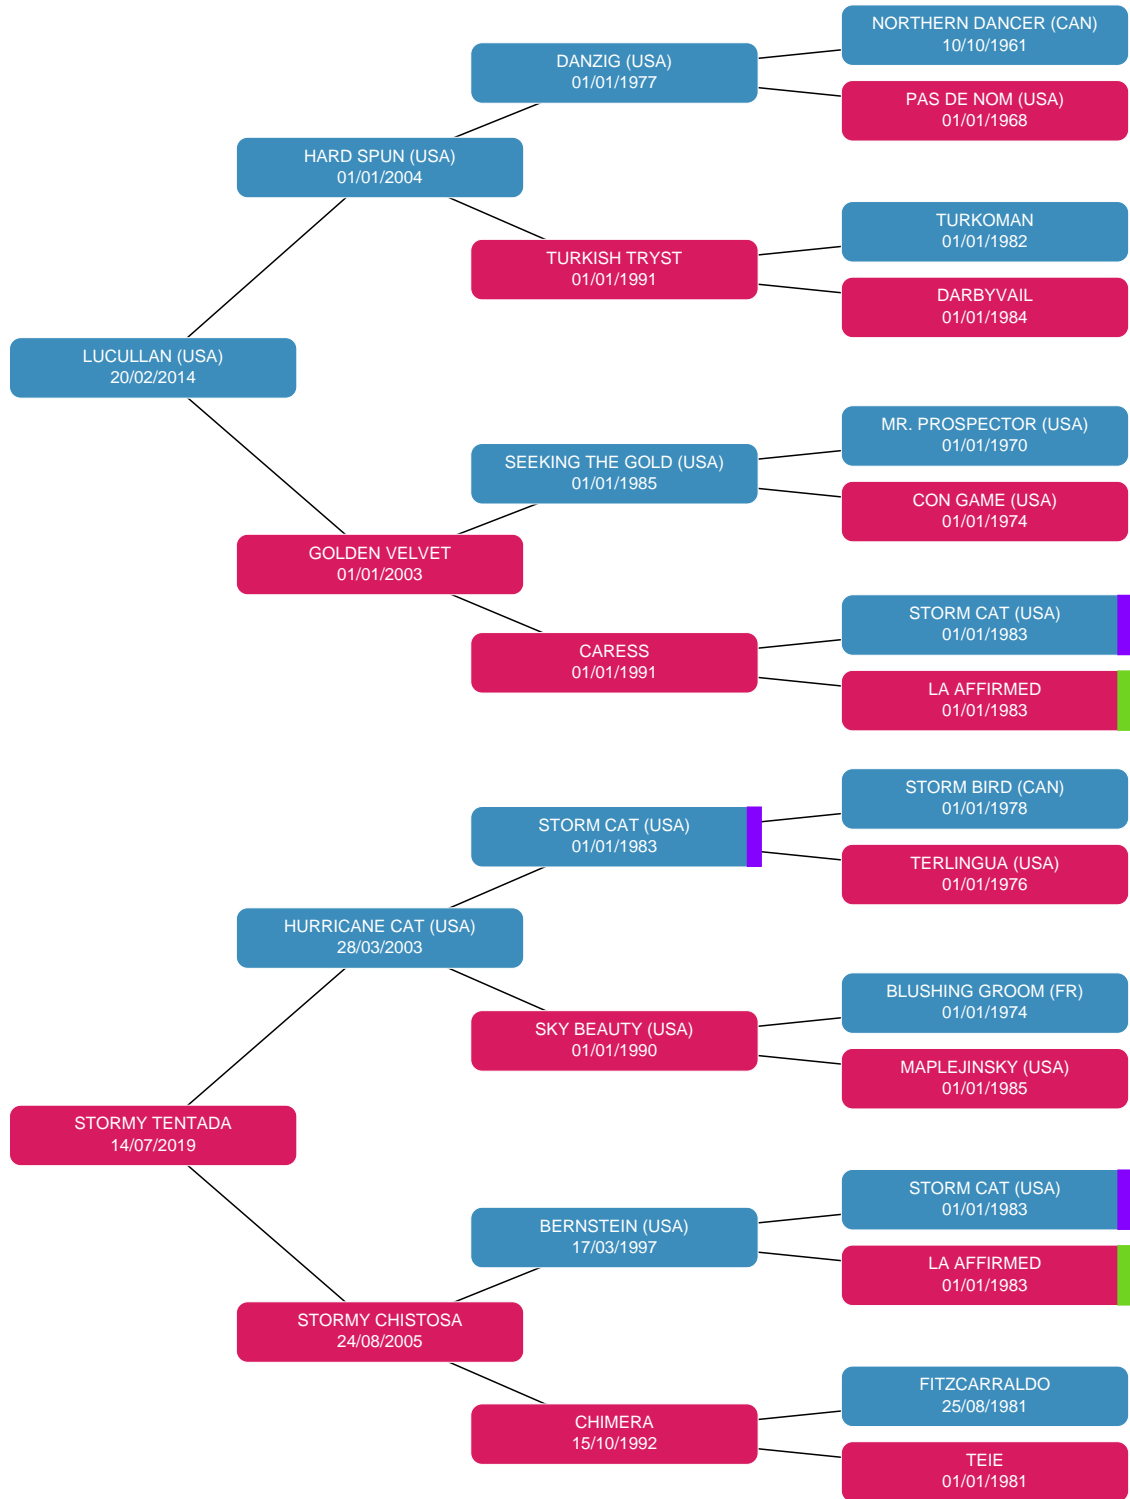 NORTHERN DANCER (CAN)
10/10/1961
DANZIG (USA)
01/01/1977
PAS DE NOM (USA)
01/01/1968
HARD SPUN (USA)
01/01/2004
TURKOMAN
01/01/1982
TURKISH TRYST
01/01/1991
DARBYVAIL
01/01/1984
LUCULLAN (USA)
20/02/2014
MR. PROSPECTOR (USA)
01/01/1970
SEEKING THE GOLD (USA)
01/01/1985
CON GAME (USA)
01/01/1974
GOLDEN VELVET
01/01/2003
STORM CAT (USA)
01/01/1983
CARESS
01/01/1991
LA AFFIRMED
01/01/1983
STORM BIRD (CAN)
01/01/1978
STORM CAT (USA)
01/01/1983
TERLINGUA (USA)
01/01/1976
HURRICANE CAT (USA)
28/03/2003
BLUSHING GROOM (FR)
01/01/1974
SKY BEAUTY (USA)
01/01/1990
MAPLEJINSKY (USA)
01/01/1985
STORMY TENTADA
14/07/2019
STORM CAT (USA)
01/01/1983
BERNSTEIN (USA)
17/03/1997
LA AFFIRMED
01/01/1983
STORMY CHISTOSA
24/08/2005
FITZCARRALDO
25/08/1981
CHIMERA
15/10/1992
TEIE
01/01/1981